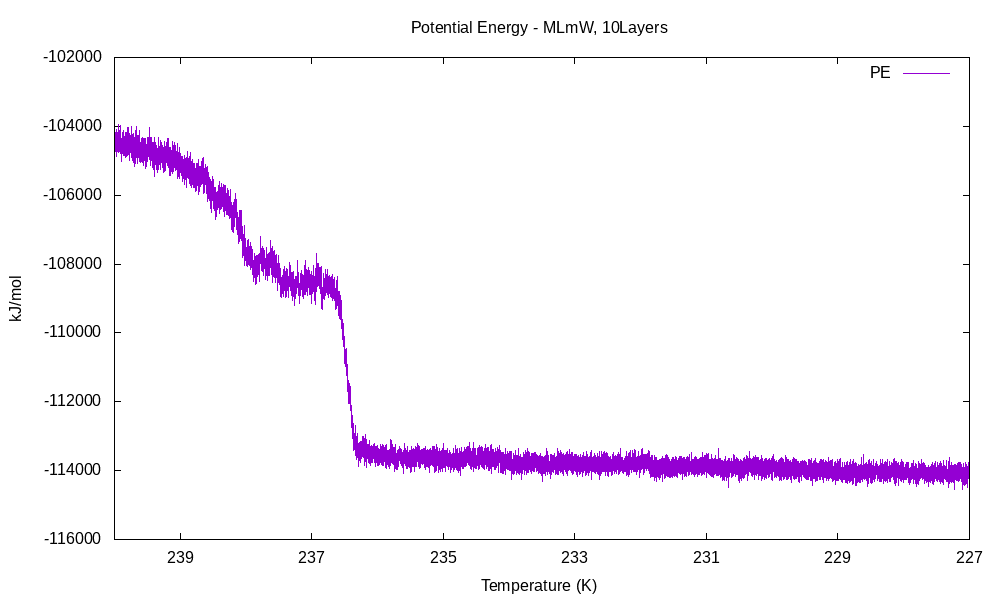 Potential Energy - MLmW, 10Layers
-102000
PE
-104000
-106000
-108000
-110000
-112000
-114000
-116000
kJ/mol
239 237 235 233 231 229 227
Temperature (K)